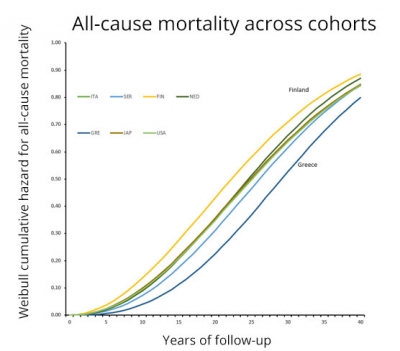 All-cause mortality across cohorts
Weibull cumulative hazard for all-cause mortality
1,00
0,90
0,80
0,70
0,60
0,50
0,40
0,30
0,20
0,10
0,00
ITA SER FIN NED
GRE JAP USA
Finland
Greece
0 5 10 15 20 25 30 35 40
Years of follow-up